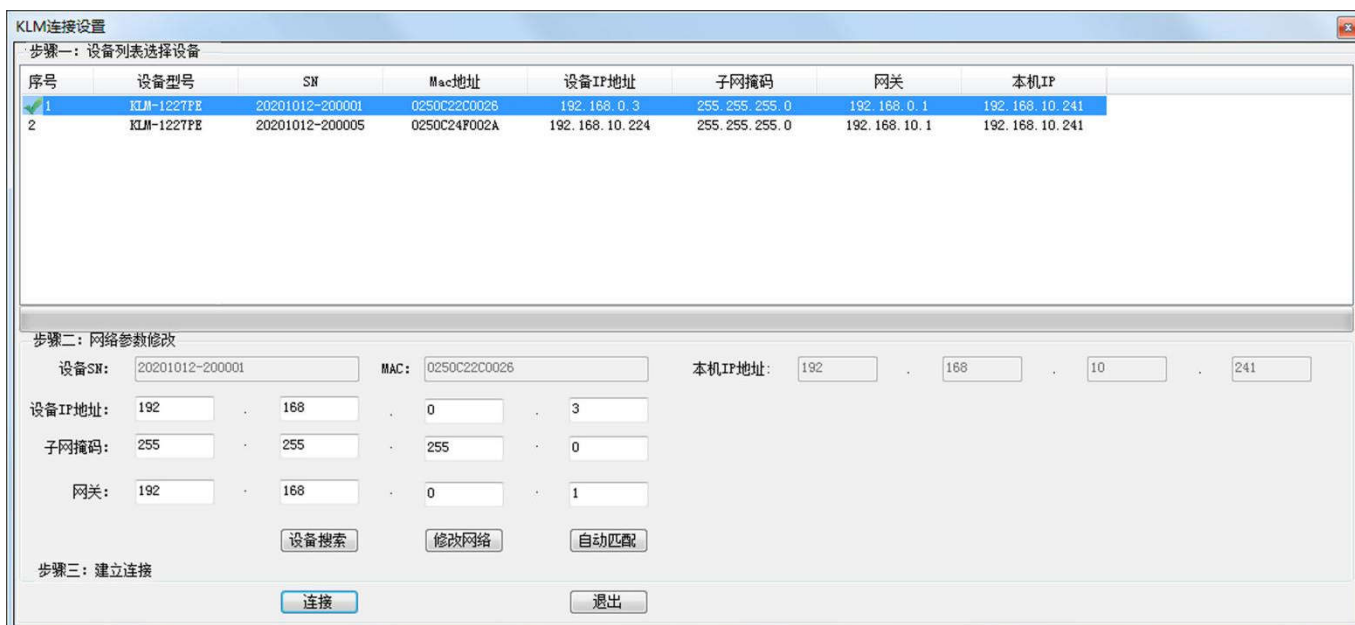 KLM连接设置
步骤一：设备列表选择设备
序号 设备型号 SN Mac地址 设备IP地址 子网掩码 网关 本机IP
1 KLM-1227PE 20201012-200001 0250C22C0026 192.168.0.3 255.255.255.0 192.168.0.1 192.168.10.241
2 KLM-1227PE 20201012-200005 0250C24F002A 192.168.10.224 255.255.255.0 192.168.10.1 192.168.10.241
步骤二：网络参数修改
设备SN： 20201012-200001 MAC： 0250C22C0026 本机IP地址： 192 . 168 . 10 . 241
设备IP地址： 192 . 168 . 0 . 3
子网掩码： 255 . 255 . 255 . 0
网关： 192 . 168 . 0 . 1
设备搜索 修改网络 自动匹配
步骤三：建立连接
连接 退出